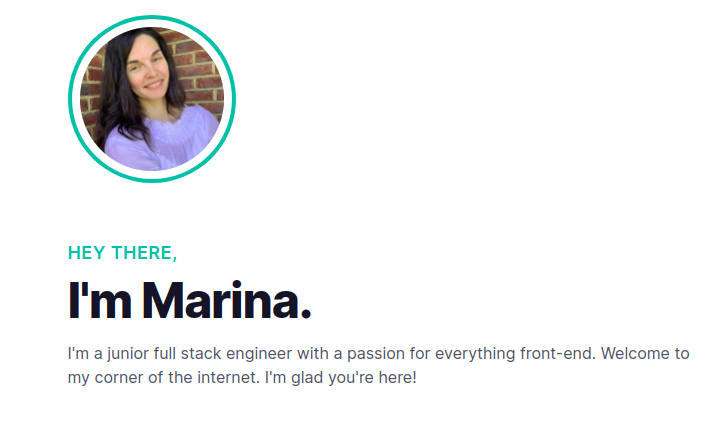 HEY THERE,
I'm Marina.
I'm a junior full stack engineer with a passion for everything front-end. Welcome to
my corner of the internet. I'm glad you're here!